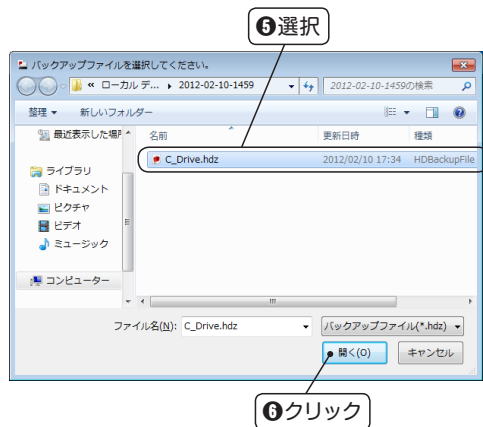 ❺選択
バックアップファイルを選択してください。
« ローカル デ... ▸ 2012-02-10-1459
2012-02-10-1459の検索
整理 ▼ 新しいフォルダー
最近表示した場所
名前 更新日時 種類
C_Drive.hdz 2012/02/10 17:34 HDBackupFile
ライブラリ
ドキュメント
ピクチャ
ビデオ
ミュージック
コンピューター
ファイル名(N): C_Drive.hdz
バックアップファイル(*.hdz)
開く(O) キャンセル
❻クリック